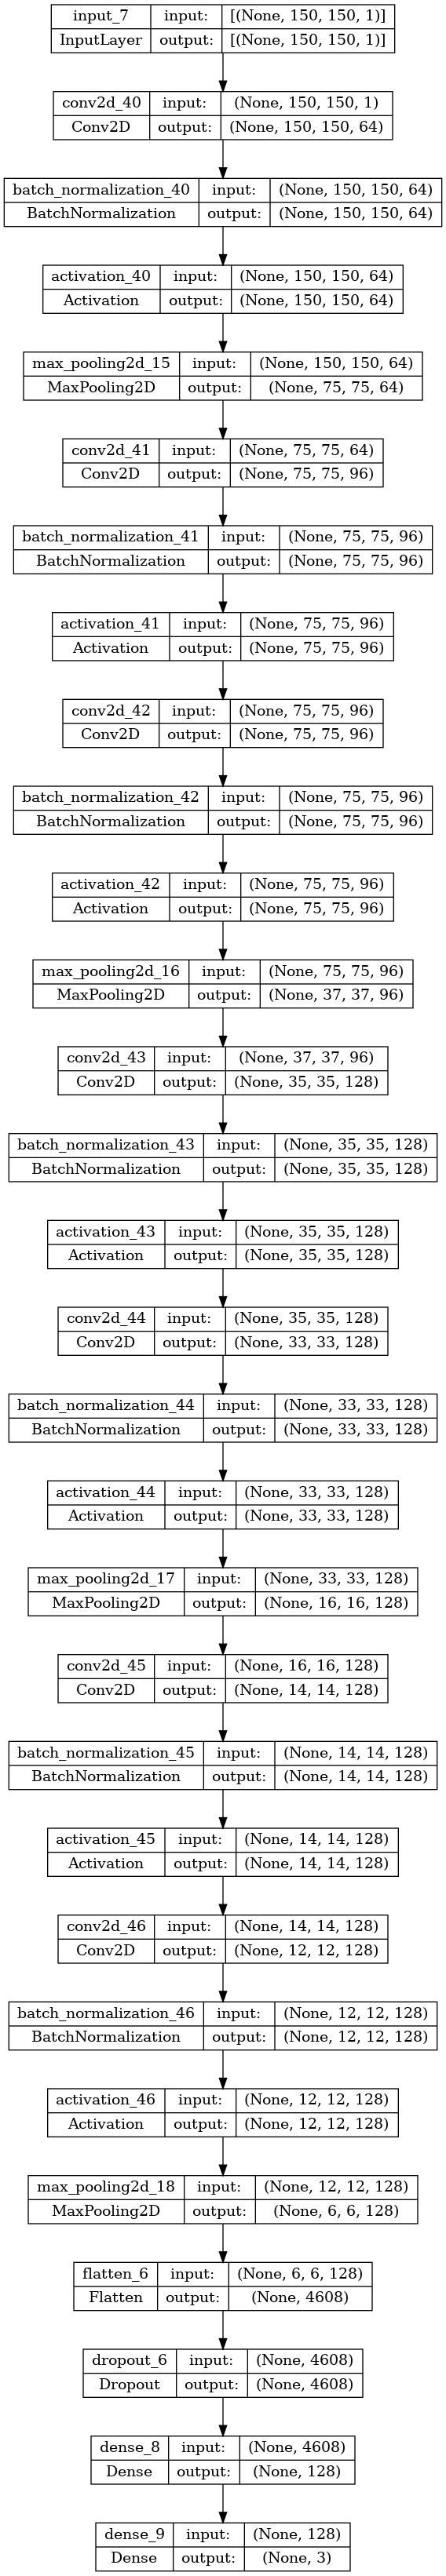 input_7 input: [(None, 150, 150, 1)]
InputLayer output: [(None, 150, 150, 1)]
conv2d_40 input: (None, 150, 150, 1)
Conv2D output: (None, 150, 150, 64)
batch_normalization_40 input: (None, 150, 150, 64)
BatchNormalization output: (None, 150, 150, 64)
activation_40 input: (None, 150, 150, 64)
Activation output: (None, 150, 150, 64)
max_pooling2d_15 input: (None, 150, 150, 64)
MaxPooling2D output: (None, 75, 75, 64)
conv2d_41 input: (None, 75, 75, 64)
Conv2D output: (None, 75, 75, 96)
batch_normalization_41 input: (None, 75, 75, 96)
BatchNormalization output: (None, 75, 75, 96)
activation_41 input: (None, 75, 75, 96)
Activation output: (None, 75, 75, 96)
conv2d_42 input: (None, 75, 75, 96)
Conv2D output: (None, 75, 75, 96)
batch_normalization_42 input: (None, 75, 75, 96)
BatchNormalization output: (None, 75, 75, 96)
activation_42 input: (None, 75, 75, 96)
Activation output: (None, 75, 75, 96)
max_pooling2d_16 input: (None, 75, 75, 96)
MaxPooling2D output: (None, 37, 37, 96)
conv2d_43 input: (None, 37, 37, 96)
Conv2D output: (None, 35, 35, 128)
batch_normalization_43 input: (None, 35, 35, 128)
BatchNormalization output: (None, 35, 35, 128)
activation_43 input: (None, 35, 35, 128)
Activation output: (None, 35, 35, 128)
conv2d_44 input: (None, 35, 35, 128)
Conv2D output: (None, 33, 33, 128)
batch_normalization_44 input: (None, 33, 33, 128)
BatchNormalization output: (None, 33, 33, 128)
activation_44 input: (None, 33, 33, 128)
Activation output: (None, 33, 33, 128)
max_pooling2d_17 input: (None, 33, 33, 128)
MaxPooling2D output: (None, 16, 16, 128)
conv2d_45 input: (None, 16, 16, 128)
Conv2D output: (None, 14, 14, 128)
batch_normalization_45 input: (None, 14, 14, 128)
BatchNormalization output: (None, 14, 14, 128)
activation_45 input: (None, 14, 14, 128)
Activation output: (None, 14, 14, 128)
conv2d_46 input: (None, 14, 14, 128)
Conv2D output: (None, 12, 12, 128)
batch_normalization_46 input: (None, 12, 12, 128)
BatchNormalization output: (None, 12, 12, 128)
activation_46 input: (None, 12, 12, 128)
Activation output: (None, 12, 12, 128)
max_pooling2d_18 input: (None, 12, 12, 128)
MaxPooling2D output: (None, 6, 6, 128)
flatten_6 input: (None, 6, 6, 128)
Flatten output: (None, 4608)
dropout_6 input: (None, 4608)
Dropout output: (None, 4608)
dense_8 input: (None, 4608)
Dense output: (None, 128)
dense_9 input: (None, 128)
Dense output: (None, 3)